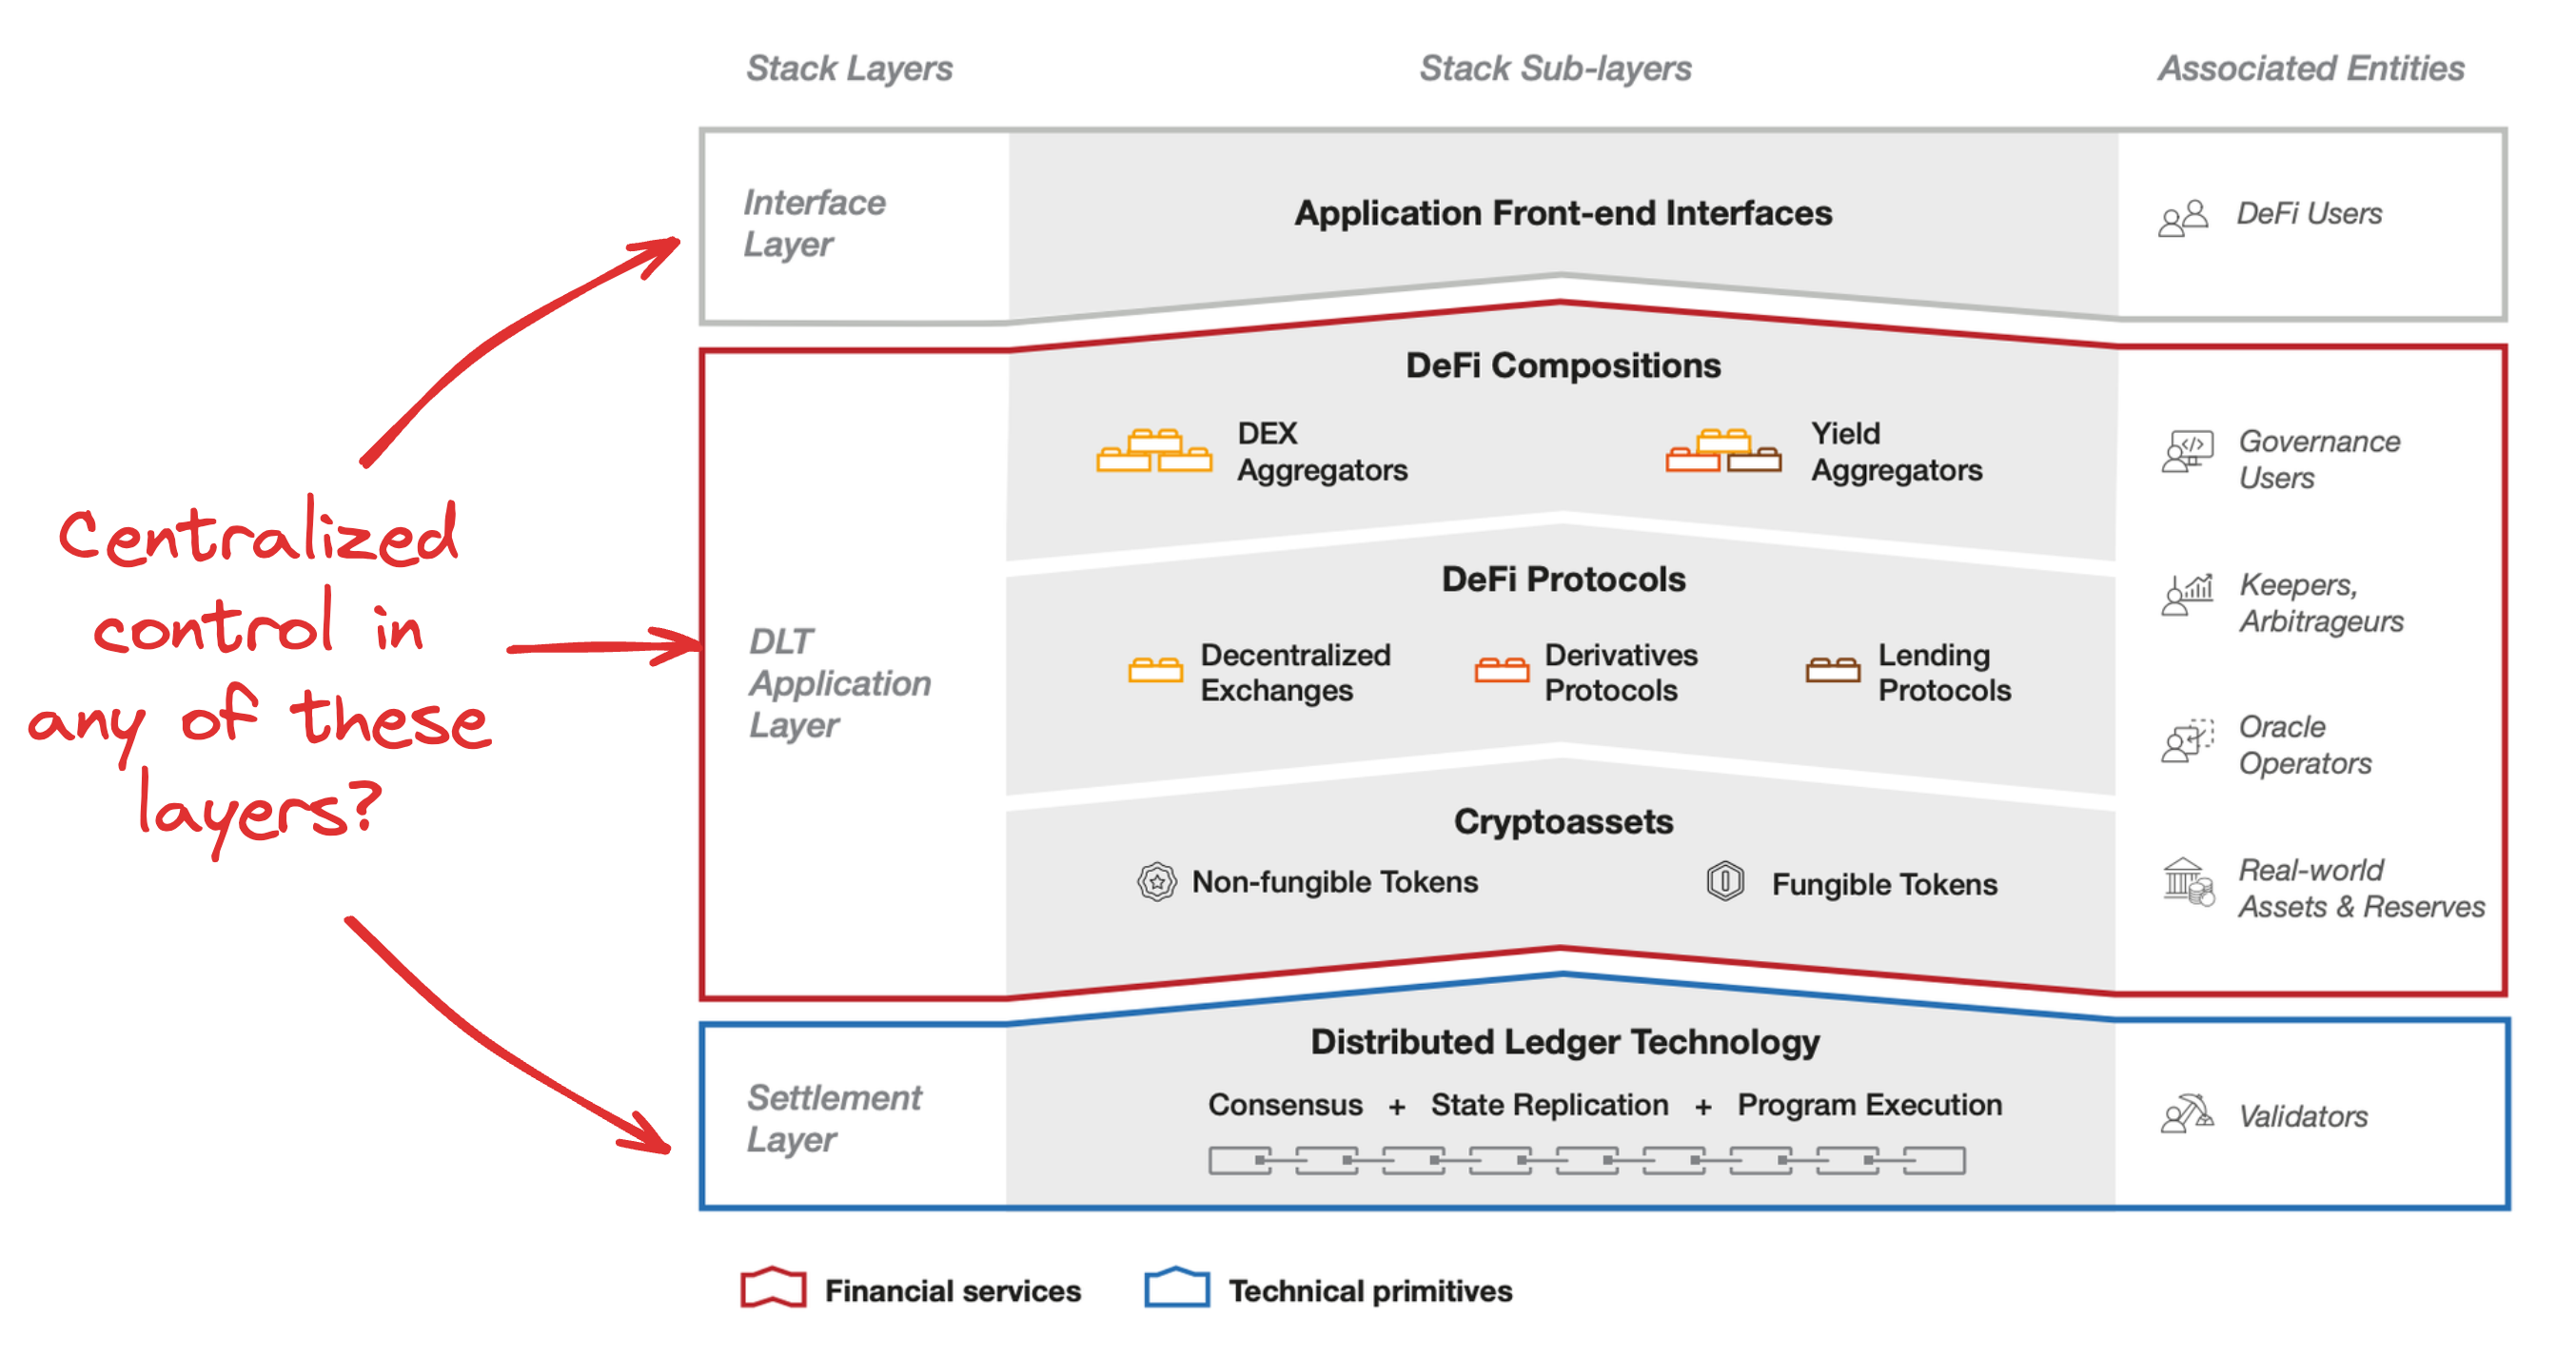 Stack Layers
Stack Sub-layers
Associated Entities
Interface
Layer
Application Front-end Interfaces
DeFi Users
Centralized
control in
any of these
layers?
DLT
Application
Layer
DeFi Compositions
DEX
Aggregators
Yield
Aggregators
DeFi Protocols
Decentralized
Exchanges
Derivatives
Protocols
Lending
Protocols
Cryptoassets
Non-fungible Tokens
Fungible Tokens
Governance
Users
Keepers,
Arbitrageurs
Oracle
Operators
Real-world
Assets & Reserves
Settlement
Layer
Distributed Ledger Technology
Consensus + State Replication + Program Execution
Validators
Financial services
Technical primitives